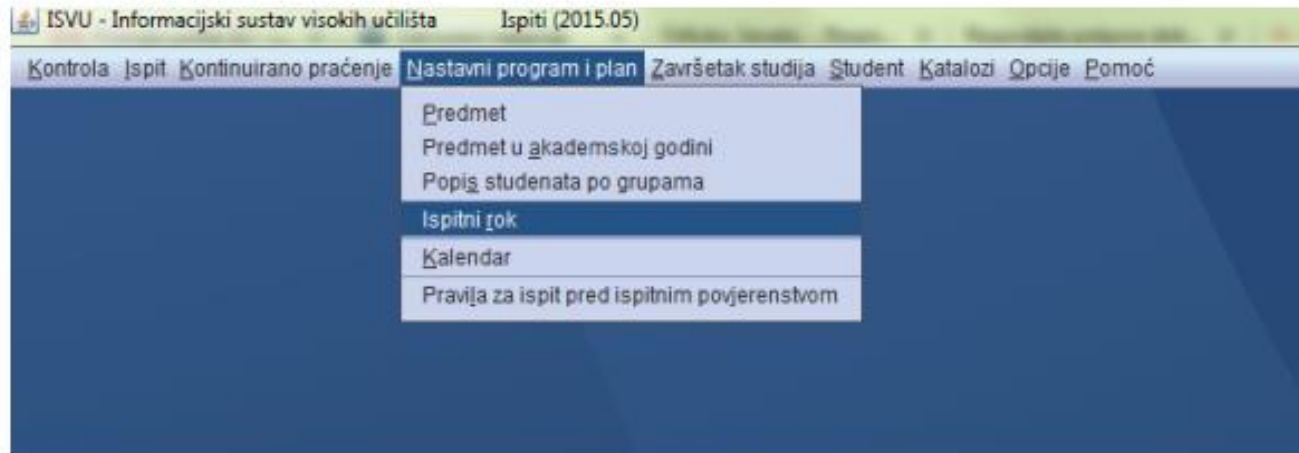 ISVU - Informacijski sustav visokih učilišta Ispiti (2015.05)
Kontrola Ispit Kontinuirano praćenje Nastavni program i plan Završetak studija Student Katalozi Opcije Pomoć
Predmet
Predmet u akademskoj godini
Popis studenata po grupama
Ispitni rok
Kalendar
Pravila za ispit pred ispitnim povjerenstvom